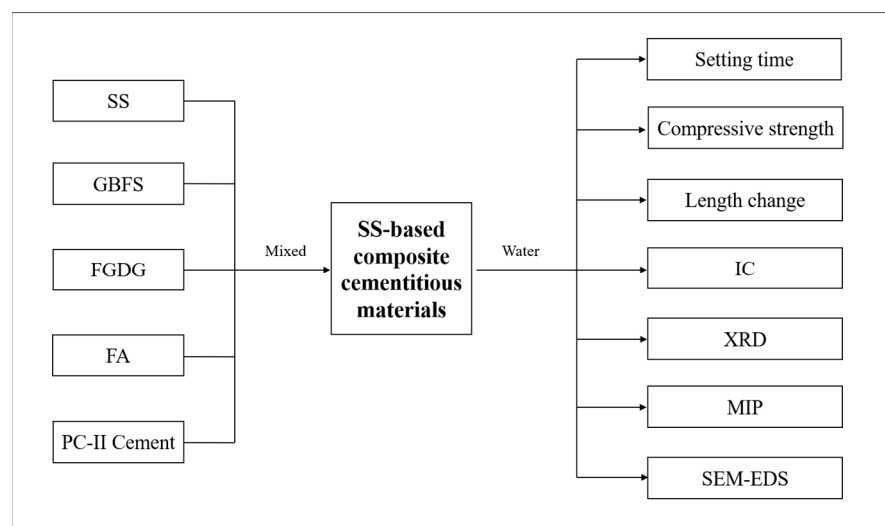 SS
GBFS
FGDG
FA
PC-II Cement
Mixed
SS-based
composite
cementitious
materials
Water
Setting time
Compressive strength
Length change
IC
XRD
MIP
SEM-EDS